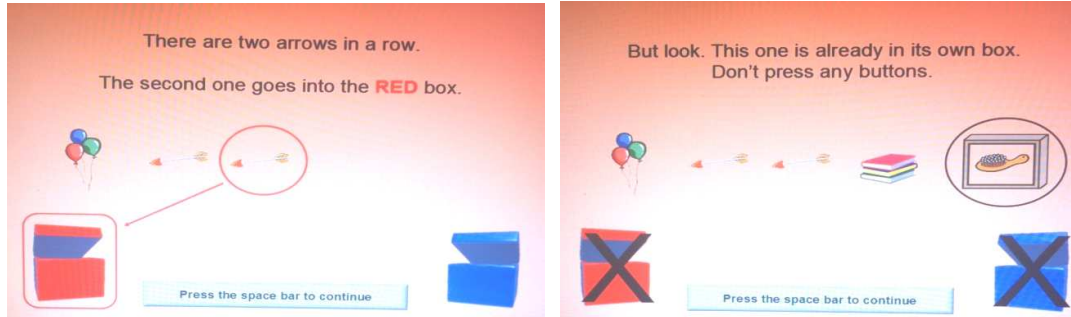 There are two arrows in a row.
The second one goes into the RED box.
Press the space bar to continue
But look. This one is already in its own box.
Don't press any buttons.
Press the space bar to continue